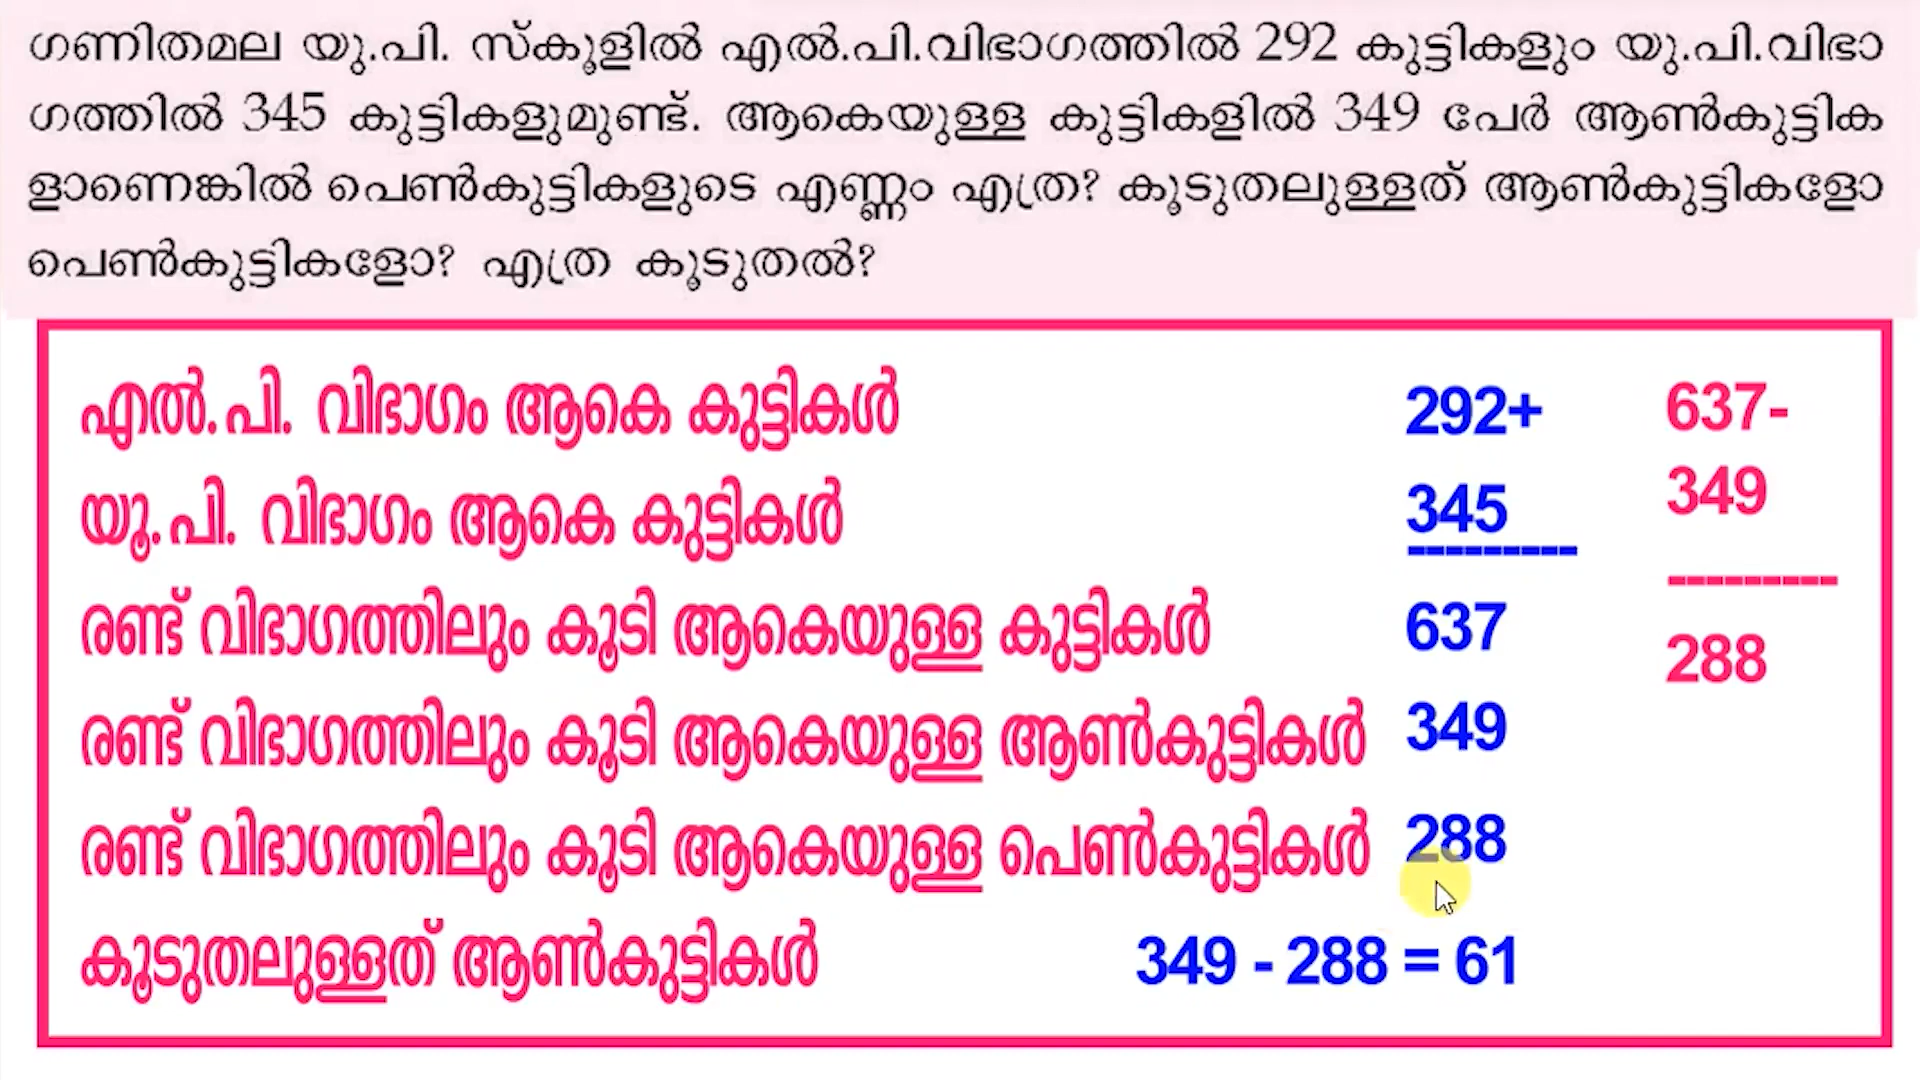 ഗണിതമല യു.പി. സ്കൂളിൽ എൽ.പി.വിഭാഗത്തിൽ 292 കുട്ടികളും യു.പി.വിഭാ
ഗത്തിൽ 345 കുട്ടികളുമുണ്ട്. ആകെയുള്ള കുട്ടികളിൽ 349 പേർ ആൺകുട്ടിക
ളാണെങ്കിൽ പെൺകുട്ടികളുടെ എണ്ണം എത്ര? കൂടുതലുള്ളത് ആൺകുട്ടികളോ
പെൺകുട്ടികളോ? എത്ര കൂടുതൽ?
എൽ.പി. വിഭാഗം ആകെ കുട്ടികൾ 292+ 637-
യൂ.പി. വിഭാഗം ആകെ കുട്ടികൾ 345 349
--------- ---------
രണ്ട് വിഭാഗത്തിലും കൂടി ആകെയുള്ള കുട്ടികൾ 637 288
രണ്ട് വിഭാഗത്തിലും കൂടി ആകെയുള്ള ആൺകുട്ടികൾ 349
രണ്ട് വിഭാഗത്തിലും കൂടി ആകെയുള്ള പെൺകുട്ടികൾ 288
കൂടുതലുള്ളത് ആൺകുട്ടികൾ 349 - 288 = 61